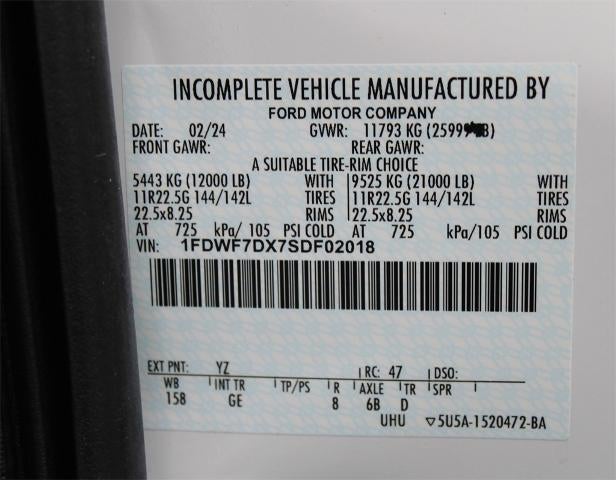 INCOMPLETE VEHICLE MANUFACTURED BY
FORD MOTOR COMPANY
DATE: 02/24 GVWR: 11793 KG
FRONT GAWR: REAR GAWR:
A SUITABLE TIRE-RIM CHOICE
5443 KG (12000 LB) WITH 9525 KG (21000 LB) WITH
11R22.5G 144/142L TIRES 11R22.5G 144/142L TIRES
22.5x8.25 RIMS 22.5x8.25 RIMS
AT 725 kPa/ 105 PSI COLD AT 725 kPa/105 PSI COLD
VIN: 1FDWF7DX7SDF02018
EXT PNT: YZ RC: 47 DSO:
WB INT TR TP/PS R AXLE TR SPR
158 GE 8 6B D
UHU ▽5U5A-1520472-BA